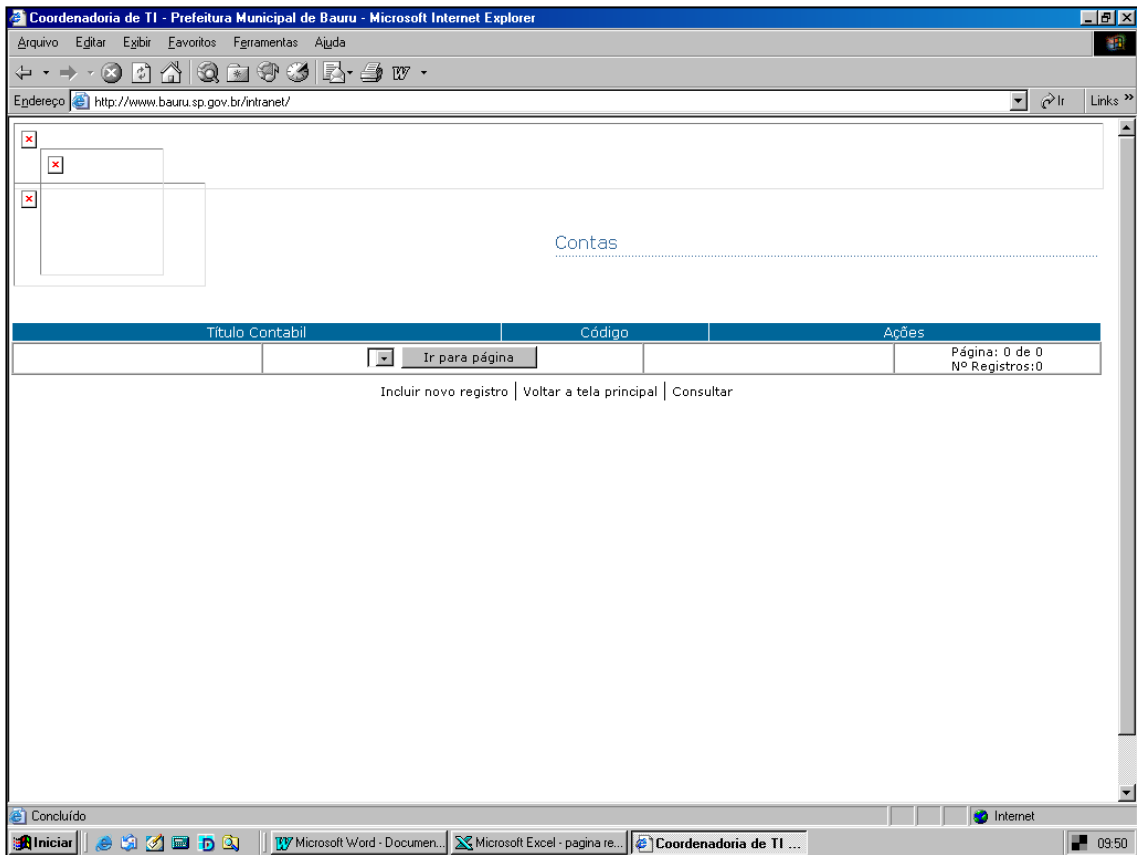 Coordenadoria de TI - Prefeitura Municipal de Bauru - Microsoft Internet Explorer
Arquivo Editar Exibir Favoritos Ferramentas Ajuda
Endereço http://www.bauru.sp.gov.br/intranet/ Ir Links »
Contas
Título Contabil Código Ações
Ir para página Página: 0 de 0
Nº Registros:0
Incluir novo registro | Voltar a tela principal | Consultar
Concluído Internet
Iniciar Microsoft Word - Documen... Microsoft Excel - pagina re... Coordenadoria de TI ... 09:50